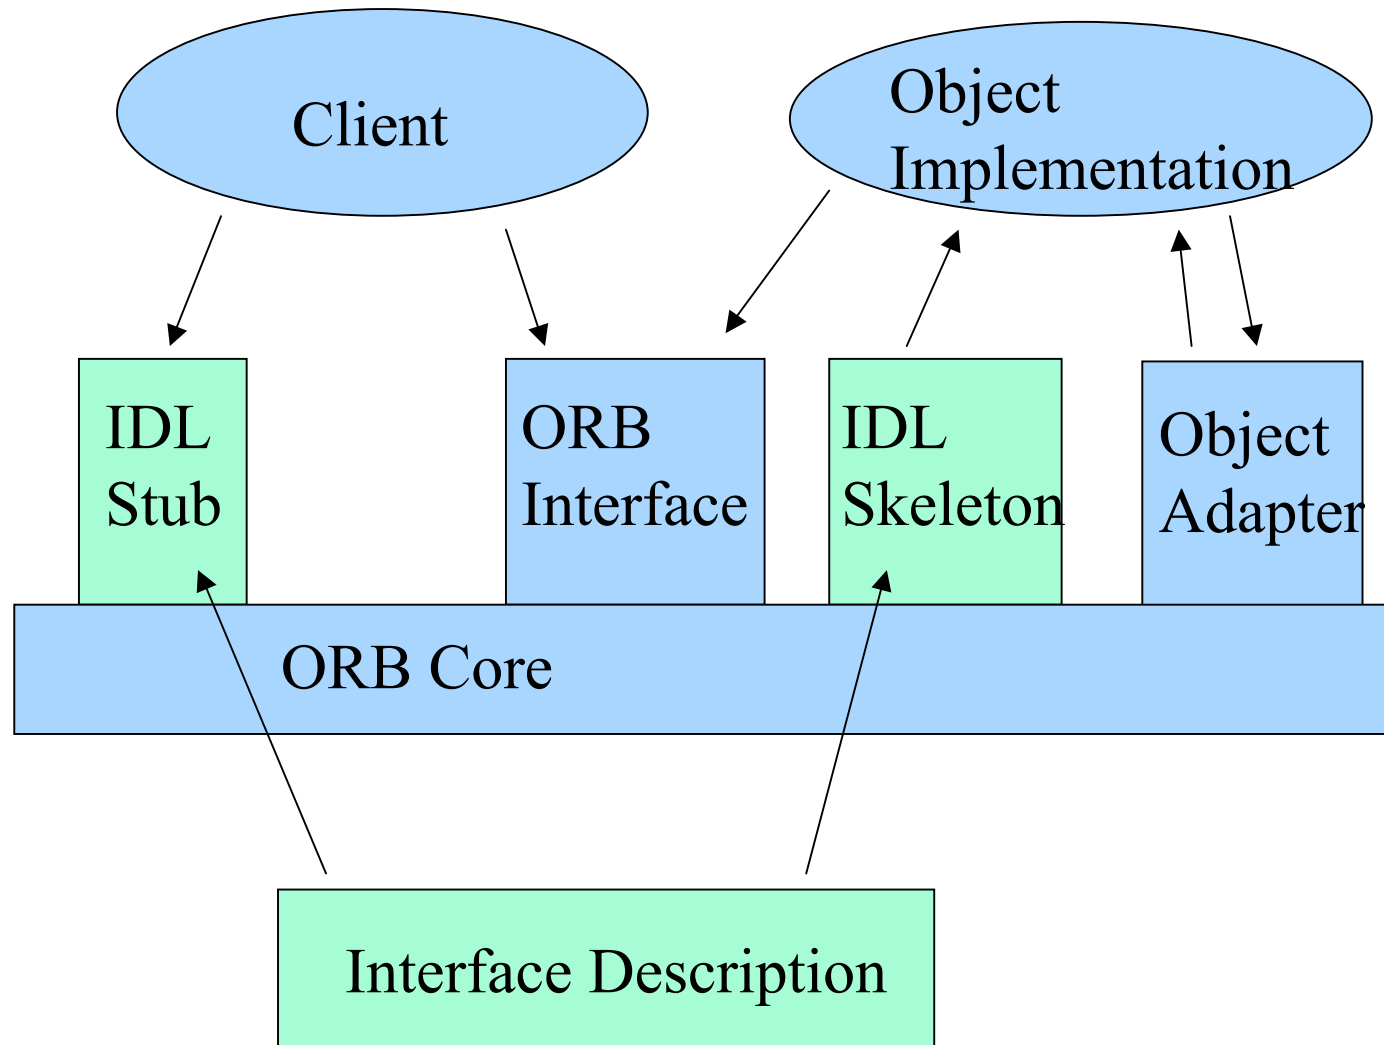 Client
Object
Implementation
IDL
Stub
ORB
Interface
IDL
Skeleton
Object
Adapter
ORB Core
Interface Description